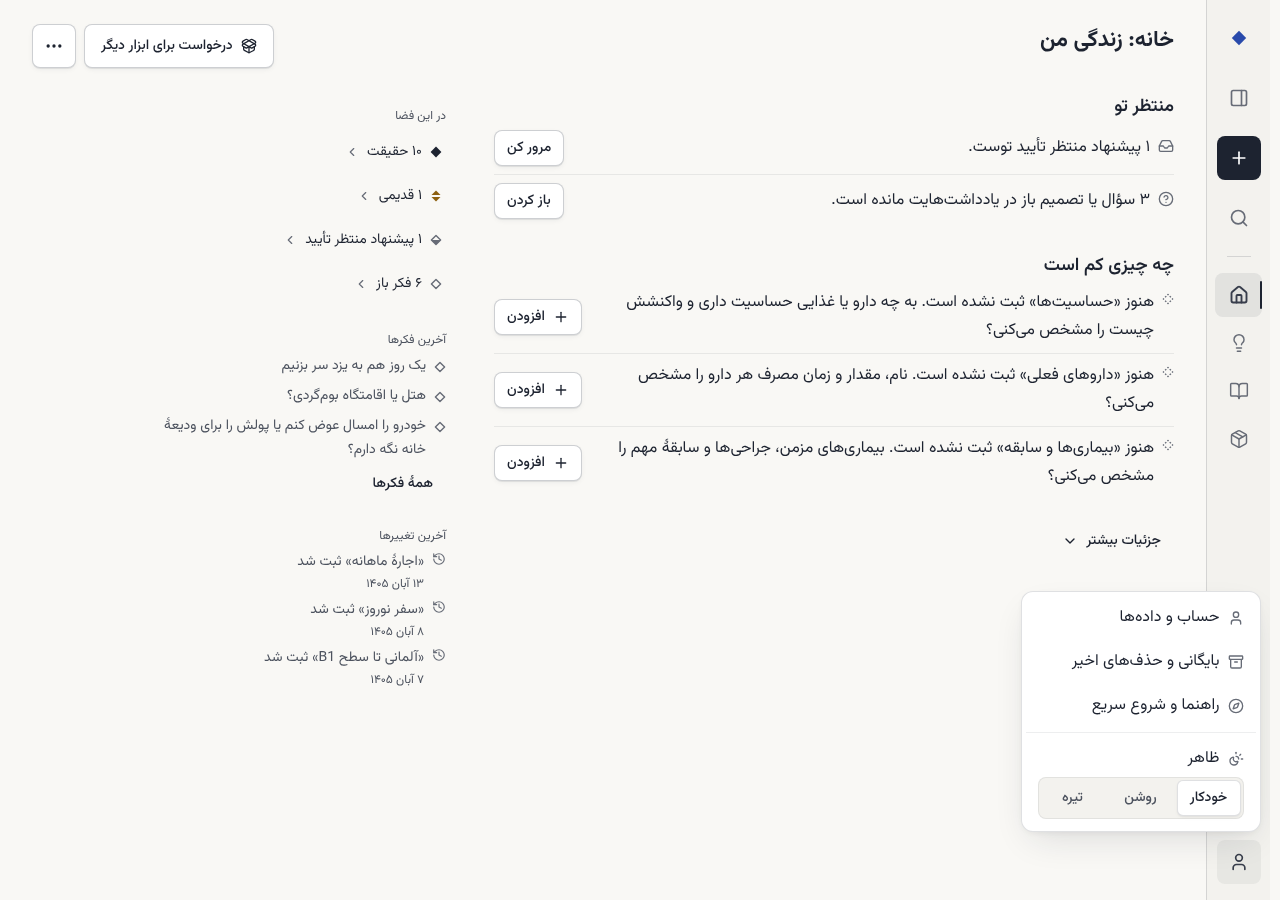 خانه: زندگی من
درخواست برای ابزار دیگر
منتظر تو
۱ پیشنهاد منتظر تأیید توست.
مرور کن
۳ سؤال یا تصمیم باز در یادداشت‌هایت مانده است.
باز کردن
چه چیزی کم است
هنوز «حساسیت‌ها» ثبت نشده است. به چه دارو یا غذایی حساسیت داری و واکنشش
چیست را مشخص می‌کنی؟
افزودن
هنوز «داروهای فعلی» ثبت نشده است. نام، مقدار و زمان مصرف هر دارو را مشخص
می‌کنی؟
افزودن
هنوز «بیماری‌ها و سابقه» ثبت نشده است. بیماری‌های مزمن، جراحی‌ها و سابقهٔ مهم را
مشخص می‌کنی؟
افزودن
جزئیات بیشتر
در این فضا
۱۰ حقیقت
۱ قدیمی
۱ پیشنهاد منتظر تأیید
۶ فکر باز
آخرین فکرها
یک روز هم به یزد سر بزنیم
هتل یا اقامتگاه بوم‌گردی؟
خودرو را امسال عوض کنم یا پولش را برای ودیعهٔ
خانه نگه دارم؟
همهٔ فکرها
آخرین تغییرها
«اجارهٔ ماهانه» ثبت شد
۱۳ آبان ۱۴۰۵
«سفر نوروز» ثبت شد
۸ آبان ۱۴۰۵
«آلمانی تا سطح B1» ثبت شد
۷ آبان ۱۴۰۵
حساب و داده‌ها
بایگانی و حذف‌های اخیر
راهنما و شروع سریع
ظاهر
خودکار
روشن
تیره